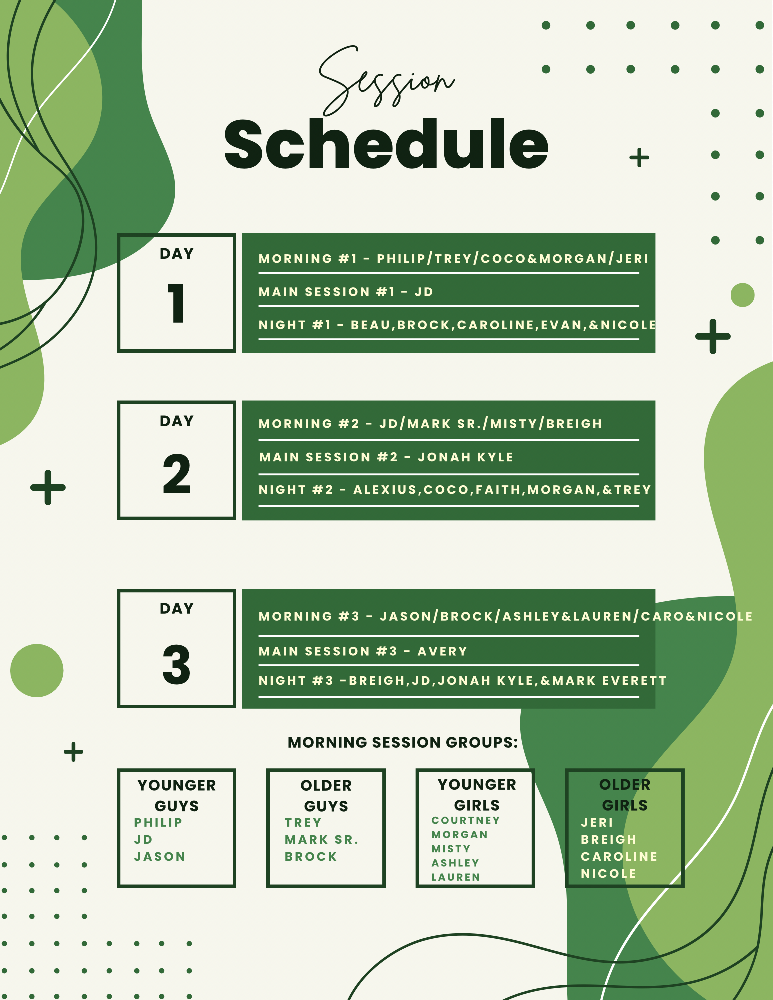 Session
Schedule
DAY
1
MORNING #1 - PHILIP/TREY/COCO&MORGAN/JERI
MAIN SESSION #1 - JD
NIGHT #1 - BEAU,BROCK,CAROLINE,EVAN,&NICOLE
DAY
2
MORNING #2 - JD/MARK SR./MISTY/BREIGH
MAIN SESSION #2 - JONAH KYLE
NIGHT #2 - ALEXIUS,COCO,FAITH,MORGAN,&TREY
DAY
3
MORNING #3 - JASON/BROCK/ASHLEY&LAUREN/CARO&NICOLE
MAIN SESSION #3 - AVERY
NIGHT #3 -BREIGH,JD,JONAH KYLE,&MARK EVERETT
MORNING SESSION GROUPS:
YOUNGER
GUYS
PHILIP
JD
JASON
OLDER
GUYS
TREY
MARK SR.
BROCK
YOUNGER
GIRLS
COURTNEY
MORGAN
MISTY
ASHLEY
LAUREN
OLDER
GIRLS
JERI
BREIGH
CAROLINE
NICOLE